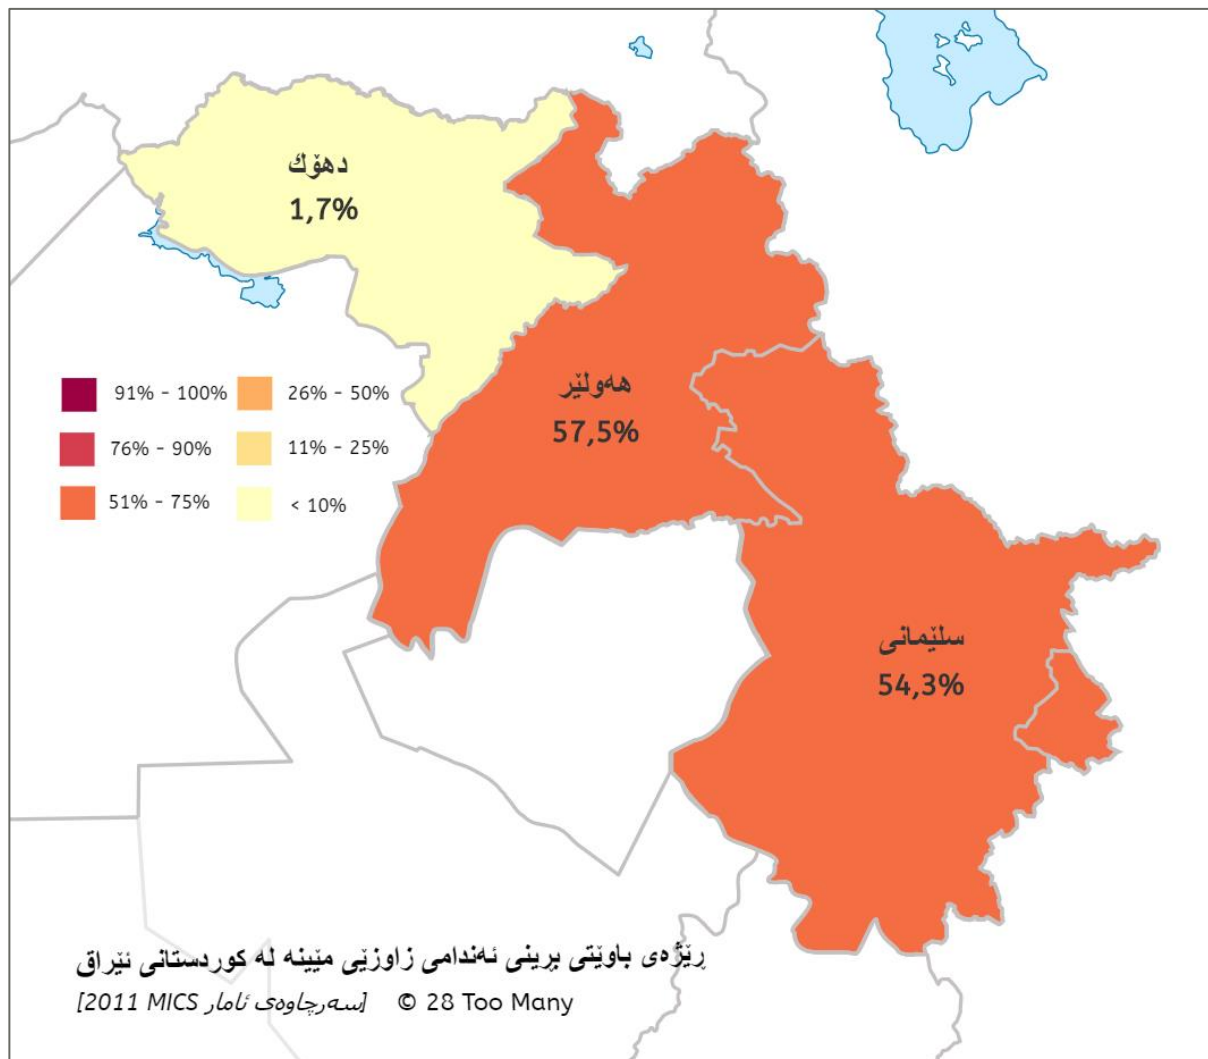 دهۆك
1,7%
هەولێر
57,5%
91% - 100%
26% - 50%
76% - 90%
11% - 25%
51% - 75%
< 10%
سلێمانی
54,3%
ڕێژەی باوێتی برینی ئەندامی زاوزێی مێینە لە کوردستانی ئێراق
[سەرچاوەی ئامار 2011 MICS] © 28 Too Many